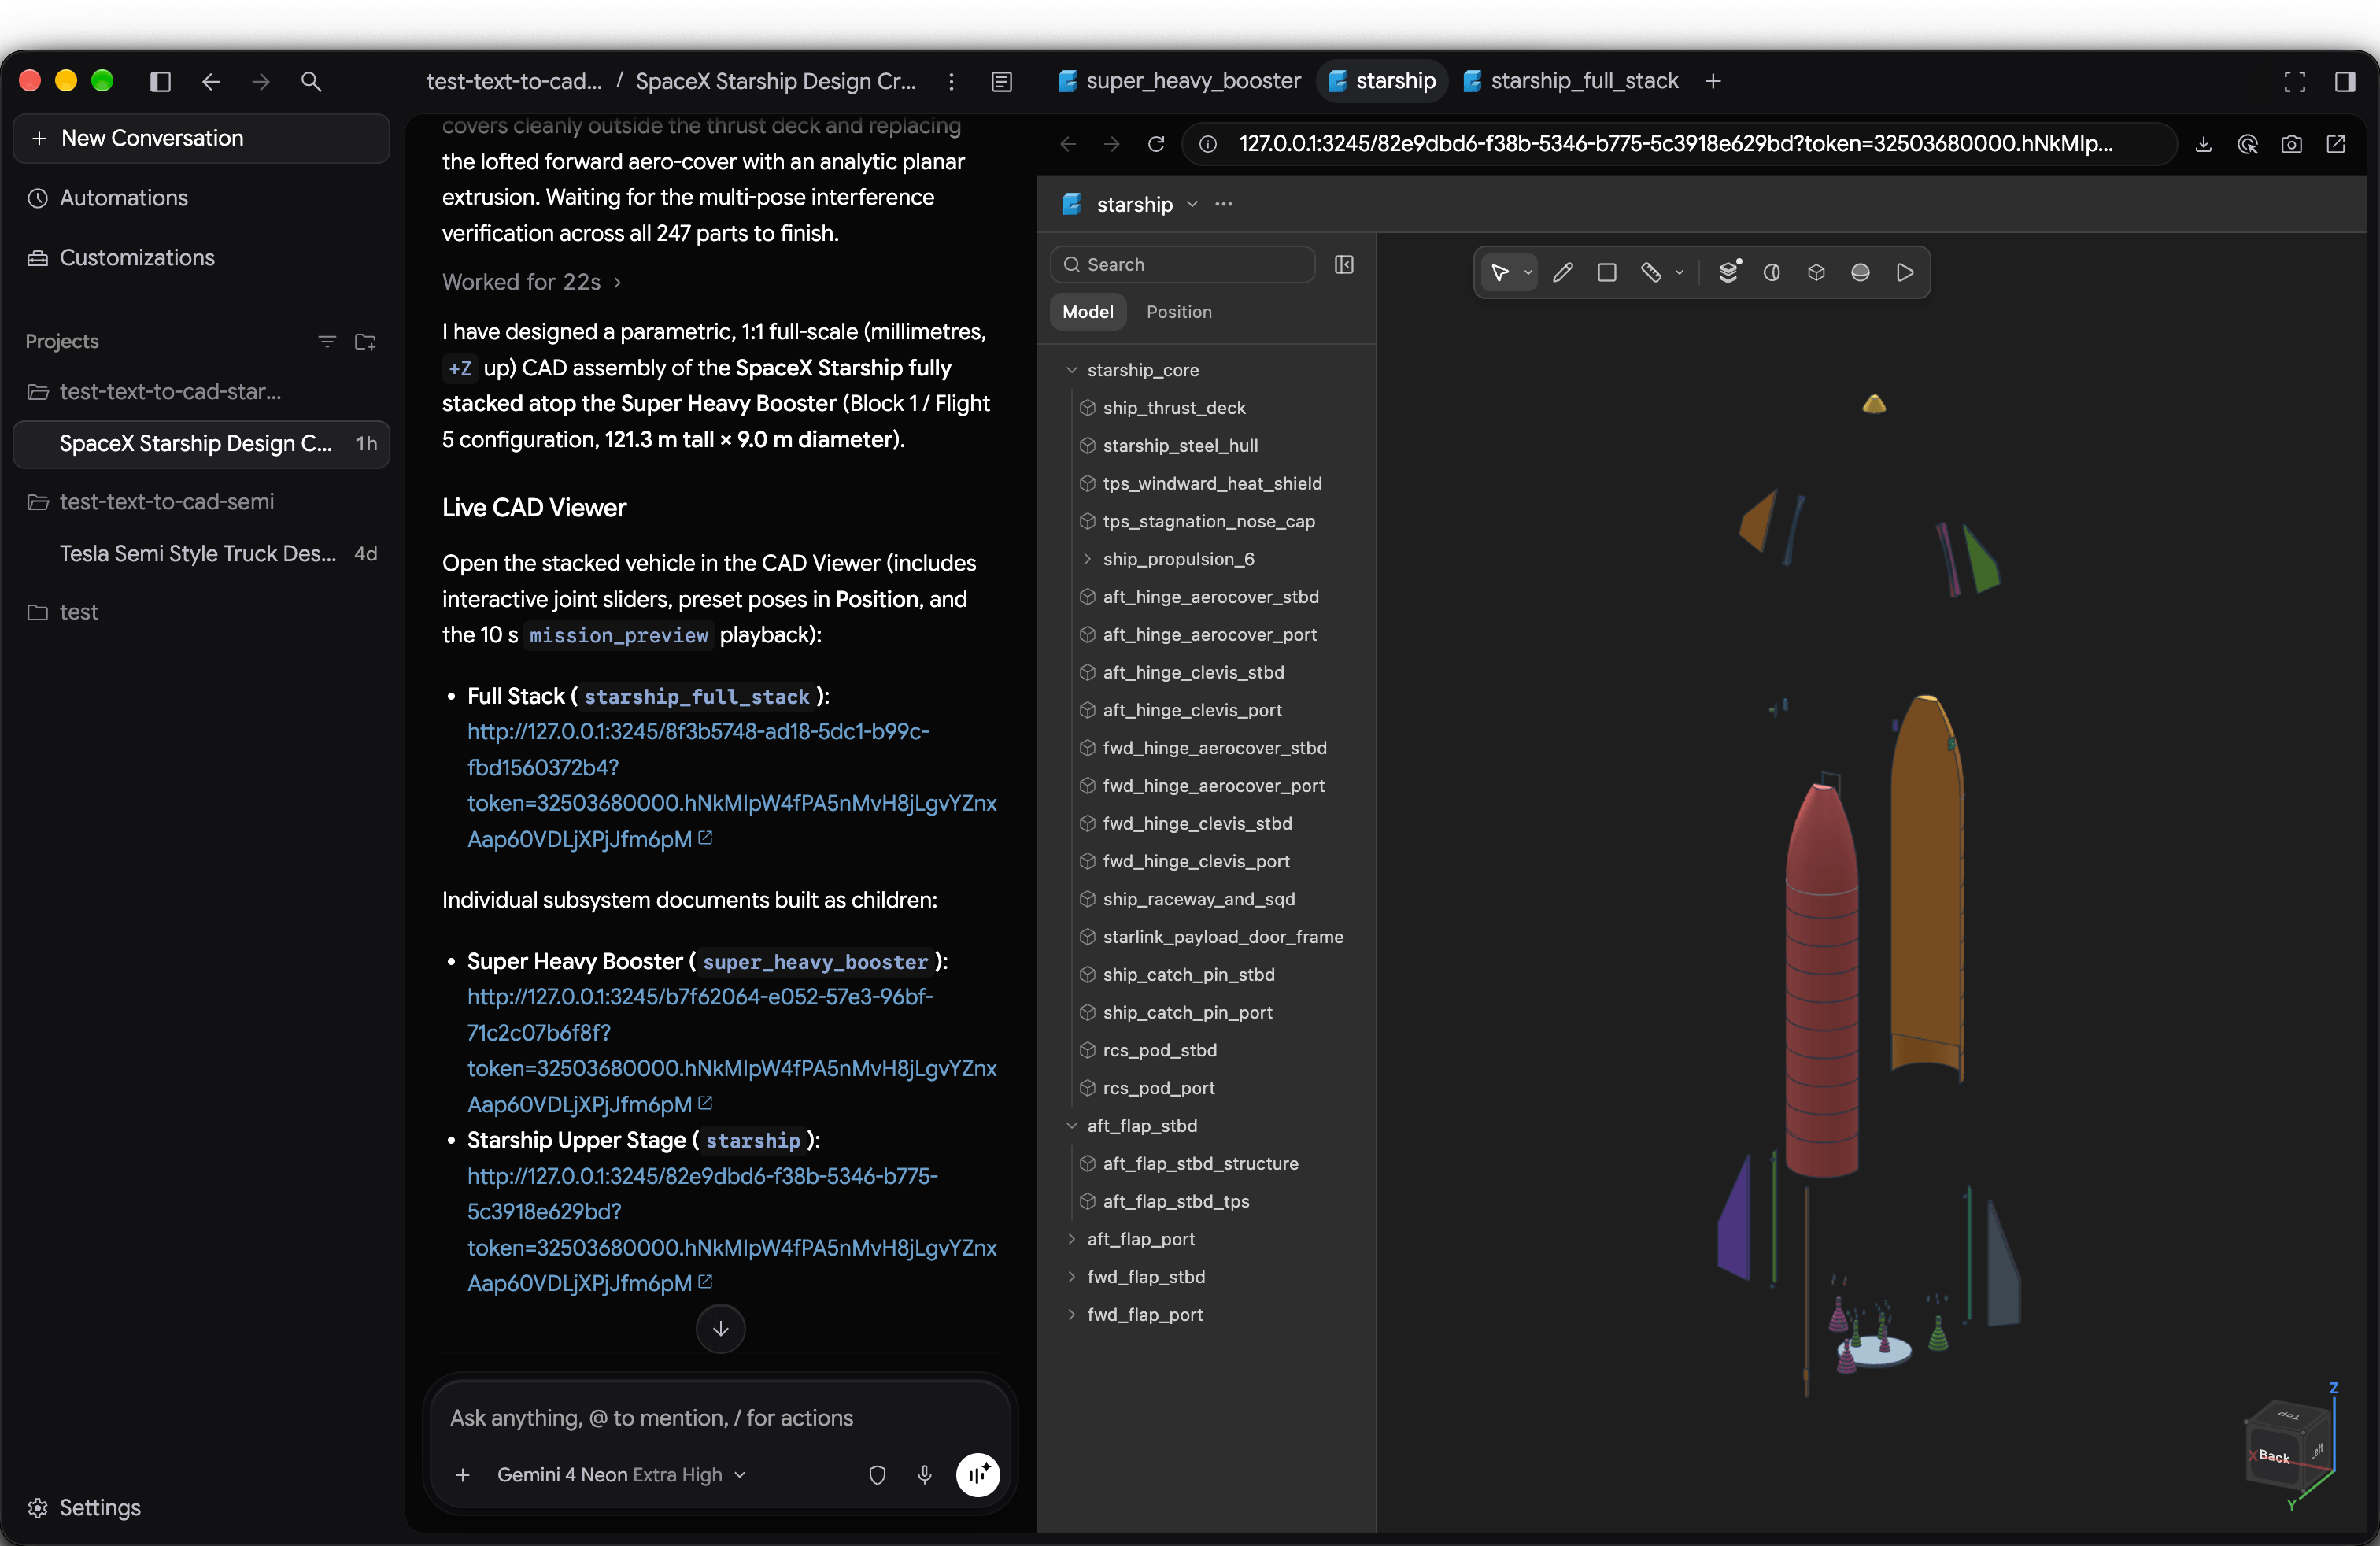 test-text-to-cad... / SpaceX Starship Design Cr...
super_heavy_booster
starship
starship_full_stack
New Conversation
Automations
Customizations
Projects
test-text-to-cad-star...
SpaceX Starship Design C... 1h
test-text-to-cad-semi
Tesla Semi Style Truck Des... 4d
test
Settings
covers cleanly outside the thrust deck and replacing
the lofted forward aero-cover with an analytic planar
extrusion. Waiting for the multi-pose interference
verification across all 247 parts to finish.
Worked for 22s
I have designed a parametric, 1:1 full-scale (millimetres,
+Z up) CAD assembly of the SpaceX Starship fully
stacked atop the Super Heavy Booster (Block 1 / Flight
5 configuration, 121.3 m tall × 9.0 m diameter).
Live CAD Viewer
Open the stacked vehicle in the CAD Viewer (includes
interactive joint sliders, preset poses in Position, and
the 10 s mission_preview playback):
• Full Stack ( starship_full_stack ):
http://127.0.0.1:3245/8f3b5748-ad18-5dc1-b99c-
fbd1560372b4?
token=32503680000.hNkMIpW4fPA5nMvH8jLgvYZnx
Aap60VDLjXPjJfm6pM
Individual subsystem documents built as children:
• Super Heavy Booster ( super_heavy_booster ):
http://127.0.0.1:3245/b7f62064-e052-57e3-96bf-
71c2c07b6f8f?
token=32503680000.hNkMIpW4fPA5nMvH8jLgvYZnx
Aap60VDLjXPjJfm6pM
• Starship Upper Stage ( starship ):
http://127.0.0.1:3245/82e9dbd6-f38b-5346-b775-
5c3918e629bd?
token=32503680000.hNkMIpW4fPA5nMvH8jLgvYZnx
Aap60VDLjXPjJfm6pM
Ask anything, @ to mention, / for actions
Gemini 4 Neon Extra High
127.0.0.1:3245/82e9dbd6-f38b-5346-b775-5c3918e629bd?token=32503680000.hNkMIp...
starship
Search
Model Position
starship_core
ship_thrust_deck
starship_steel_hull
tps_windward_heat_shield
tps_stagnation_nose_cap
ship_propulsion_6
aft_hinge_aerocover_stbd
aft_hinge_aerocover_port
aft_hinge_clevis_stbd
aft_hinge_clevis_port
fwd_hinge_aerocover_stbd
fwd_hinge_aerocover_port
fwd_hinge_clevis_stbd
fwd_hinge_clevis_port
ship_raceway_and_sqd
starlink_payload_door_frame
ship_catch_pin_stbd
ship_catch_pin_port
rcs_pod_stbd
rcs_pod_port
aft_flap_stbd
aft_flap_stbd_structure
aft_flap_stbd_tps
aft_flap_port
fwd_flap_stbd
fwd_flap_port
Z
Top
X
Back
Left
Y